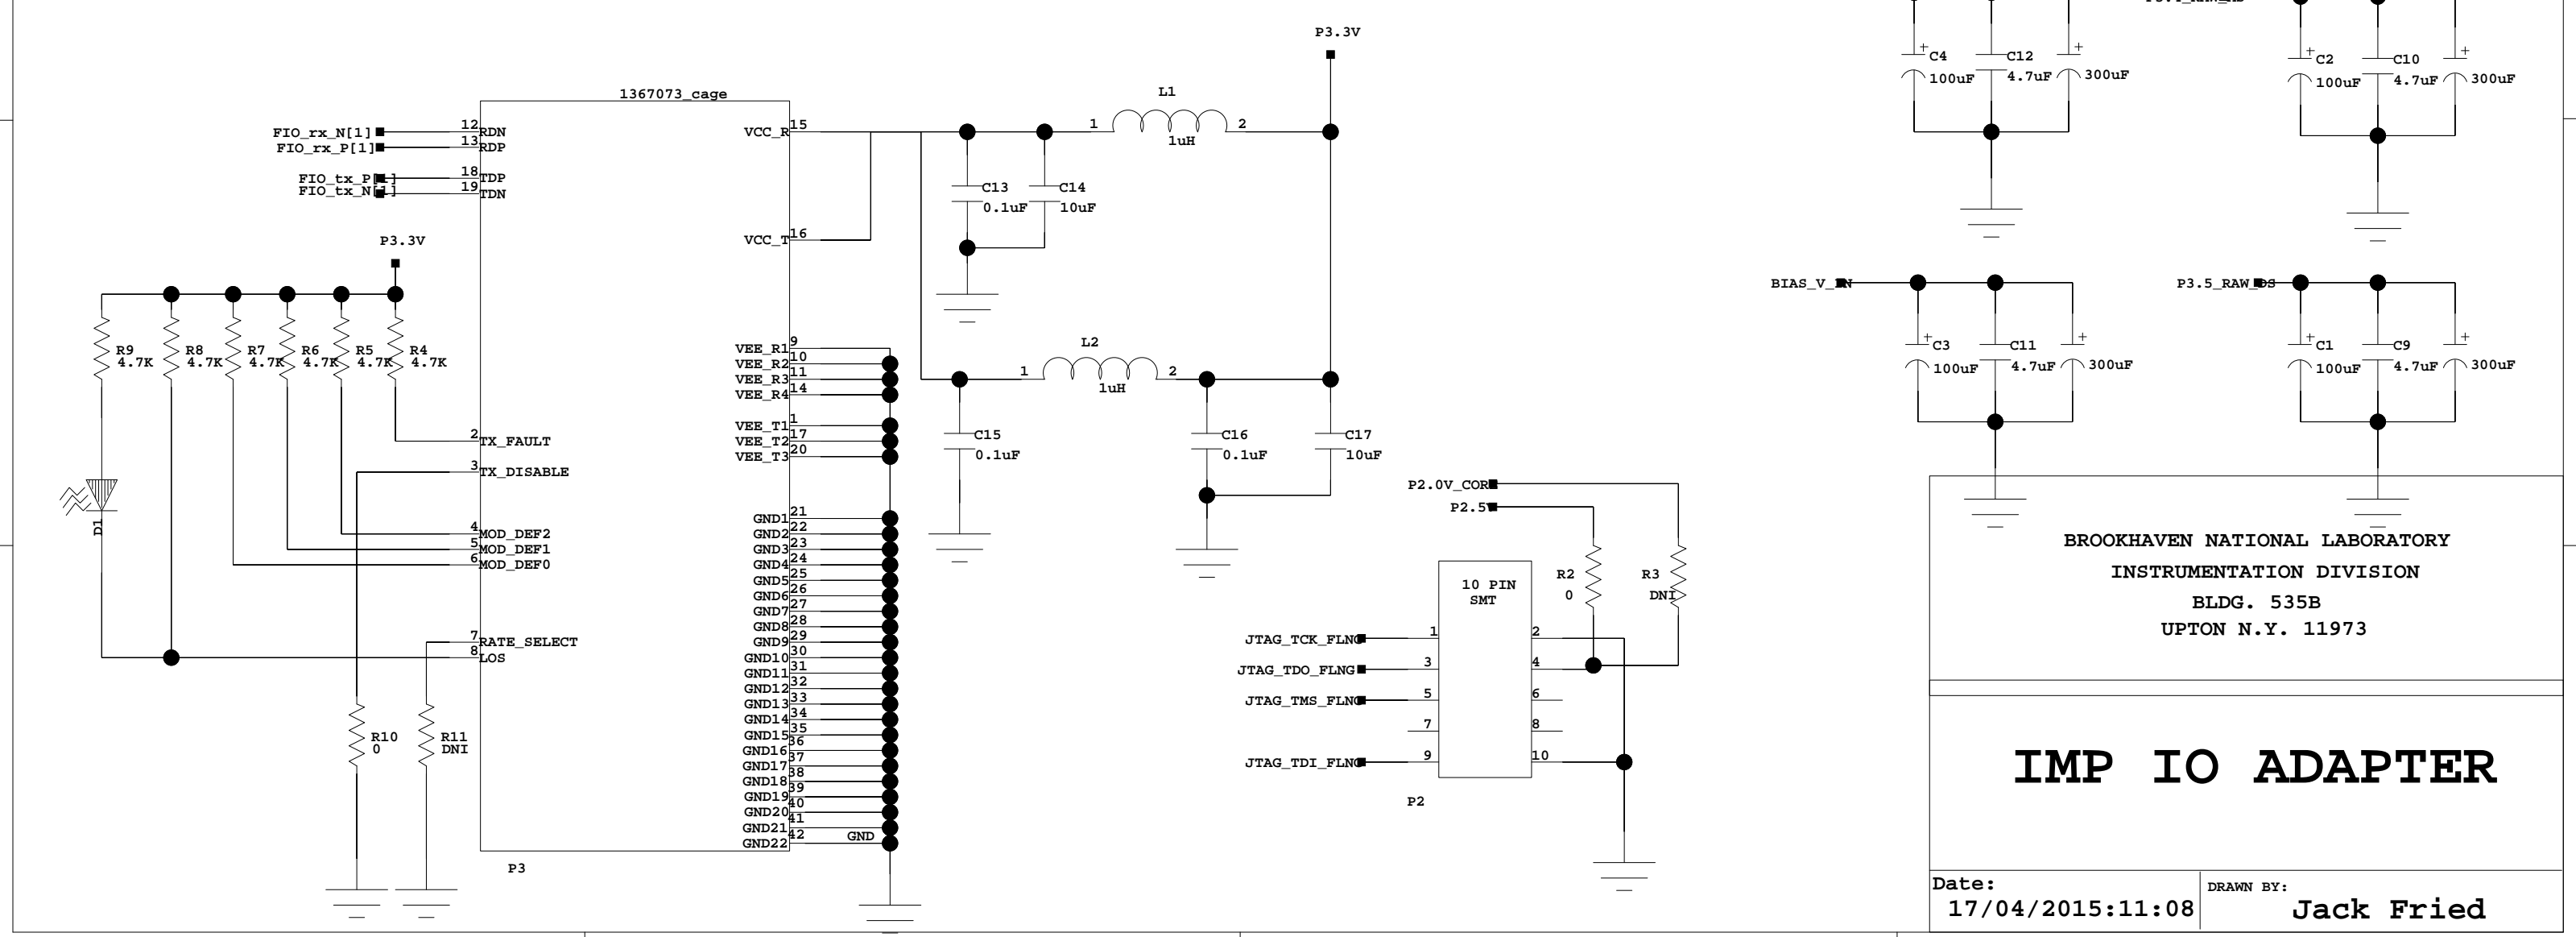 P3.3V
C4
100uF
C12
4.7uF
300uF
C2
100uF
C10
4.7uF
300uF
1367073_cage
L1
1
2
1uH
FIO_rx_N[1]
12
RDN
FIO_rx_P[1]
13
RDP
FIO_tx_P[1]
18
TDP
FIO_tx_N[1]
19
TDN
VCC_R
15
VCC_T
16
C13
0.1uF
C14
10uF
P3.3V
R9
4.7K
R8
4.7K
R7
4.7K
R6
4.7K
R5
4.7K
R4
4.7K
BIAS_V_IN
C3
100uF
C11
4.7uF
300uF
P3.5_RAW_DS
C1
100uF
C9
4.7uF
300uF
VEE_R1
9
VEE_R2
10
VEE_R3
11
VEE_R4
14
VEE_T1
1
VEE_T2
17
VEE_T3
20
L2
1
2
1uH
C15
0.1uF
C16
0.1uF
C17
10uF
2
TX_FAULT
3
TX_DISABLE
D1
4
MOD_DEF2
5
MOD_DEF1
6
MOD_DEF0
7
RATE_SELECT
8
LOS
R10
0
R11
DNI
GND1
21
GND2
22
GND3
23
GND4
24
GND5
25
GND6
26
GND7
27
GND8
28
GND9
29
GND10
30
GND11
31
GND12
32
GND13
33
GND14
34
GND15
35
GND16
36
GND17
37
GND18
38
GND19
39
GND20
40
GND21
41
GND22
42
GND
P3
P2.0V_CORE
P2.5V
R2
0
R3
DNI
10 PIN
SMT
JTAG_TCK_FLNG
1
2
JTAG_TDO_FLNG
3
4
JTAG_TMS_FLNG
5
6
7
8
JTAG_TDI_FLNG
9
10
P2
BROOKHAVEN NATIONAL LABORATORY
INSTRUMENTATION DIVISION
BLDG. 535B
UPTON N.Y. 11973
IMP IO ADAPTER
Date:
17/04/2015:11:08
DRAWN BY:
Jack Fried